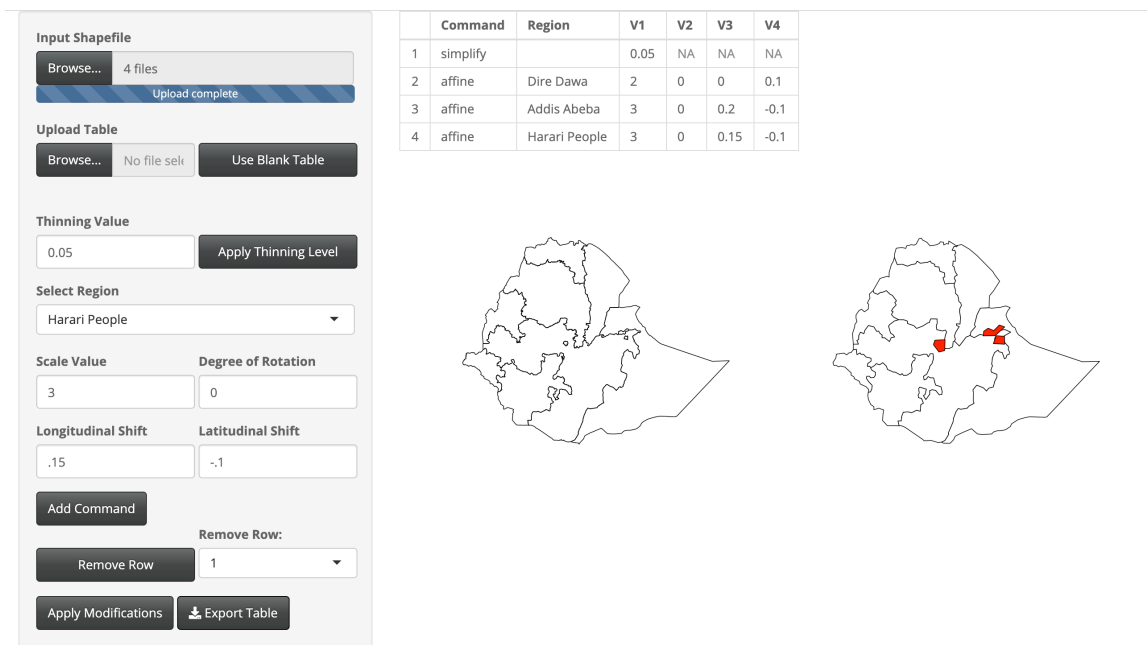 Input Shapefile
Browse... 4 files
Upload complete
Upload Table
Browse... No file sele Use Blank Table
Thinning Value
0.05 Apply Thinning Level
Select Region
Harari People
Scale Value Degree of Rotation
3 0
Longitudinal Shift Latitudinal Shift
.15 -.1
Add Command
Remove Row:
Remove Row 1
Apply Modifications Export Table
Command Region V1 V2 V3 V4
1 simplify 0.05 NA NA NA
2 affine Dire Dawa 2 0 0 0.1
3 affine Addis Abeba 3 0 0.2 -0.1
4 affine Harari People 3 0 0.15 -0.1